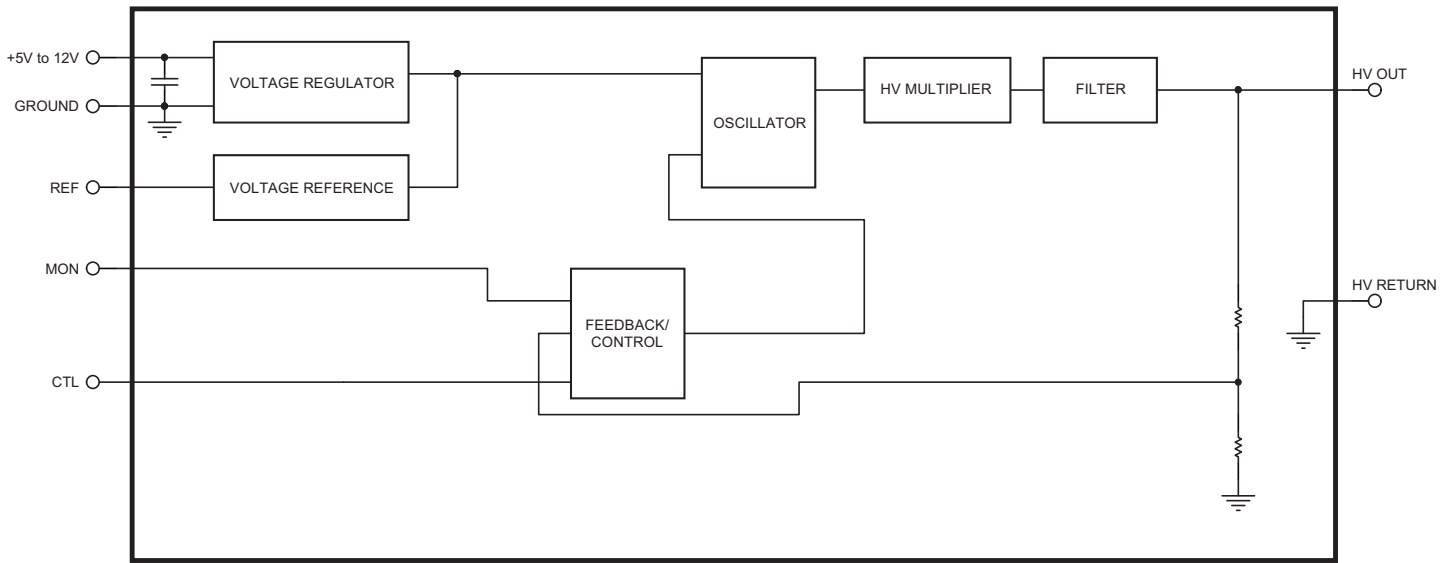 +5V to 12V
GROUND
REF
MON
CTL
VOLTAGE REGULATOR
VOLTAGE REFERENCE
OSCILLATOR
HV MULTIPLIER
FILTER
FEEDBACK/
CONTROL
HV OUT
HV RETURN